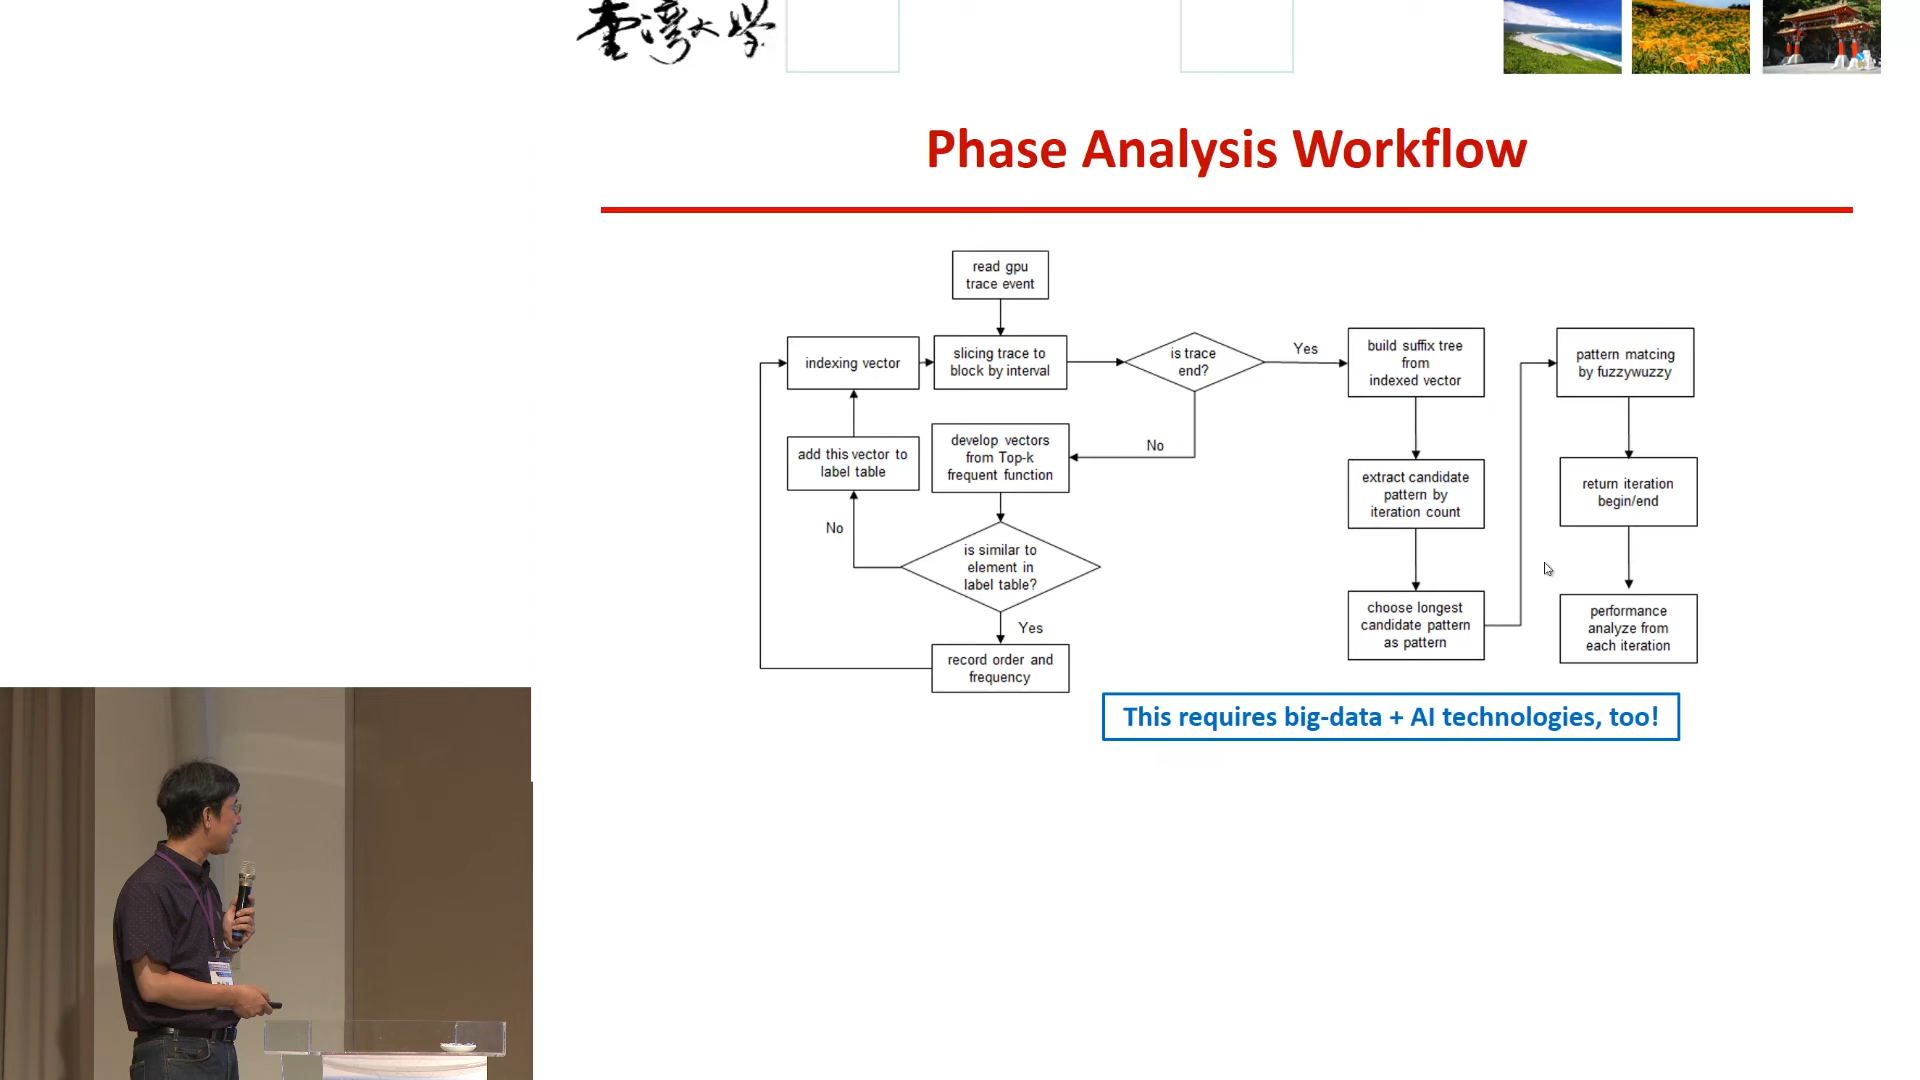 臺灣大學
Phase Analysis Workflow
read gpu
trace event
indexing vector
slicing trace to
block by interval
is trace
end?
Yes
build suffix tree
from
indexed vector
pattern matcing
by fuzzywuzzy
add this vector to
label table
develop vectors
from Top-k
frequent function
No
extract candidate
pattern by
iteration count
return iteration
begin/end
No
is similar to
element in
label table?
Yes
record order and
frequency
choose longest
candidate pattern
as pattern
performance
analyze from
each iteration
This requires big-data + AI technologies, too!